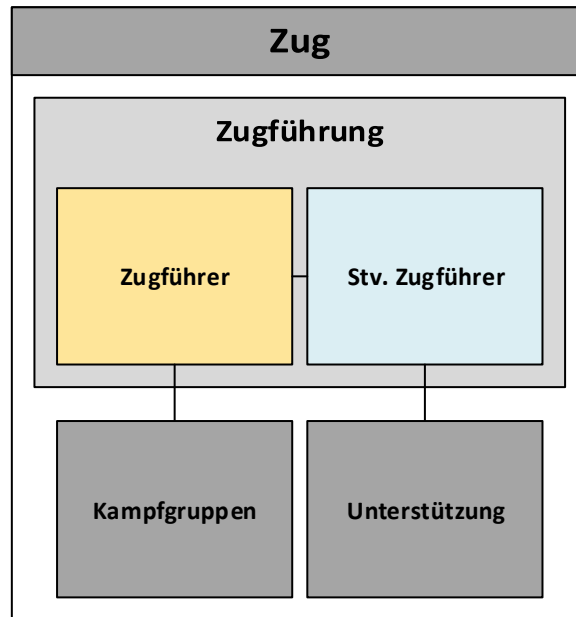 Zug
Zugführung
Zugführer
Stv. Zugführer
Kampfgruppen
Unterstützung